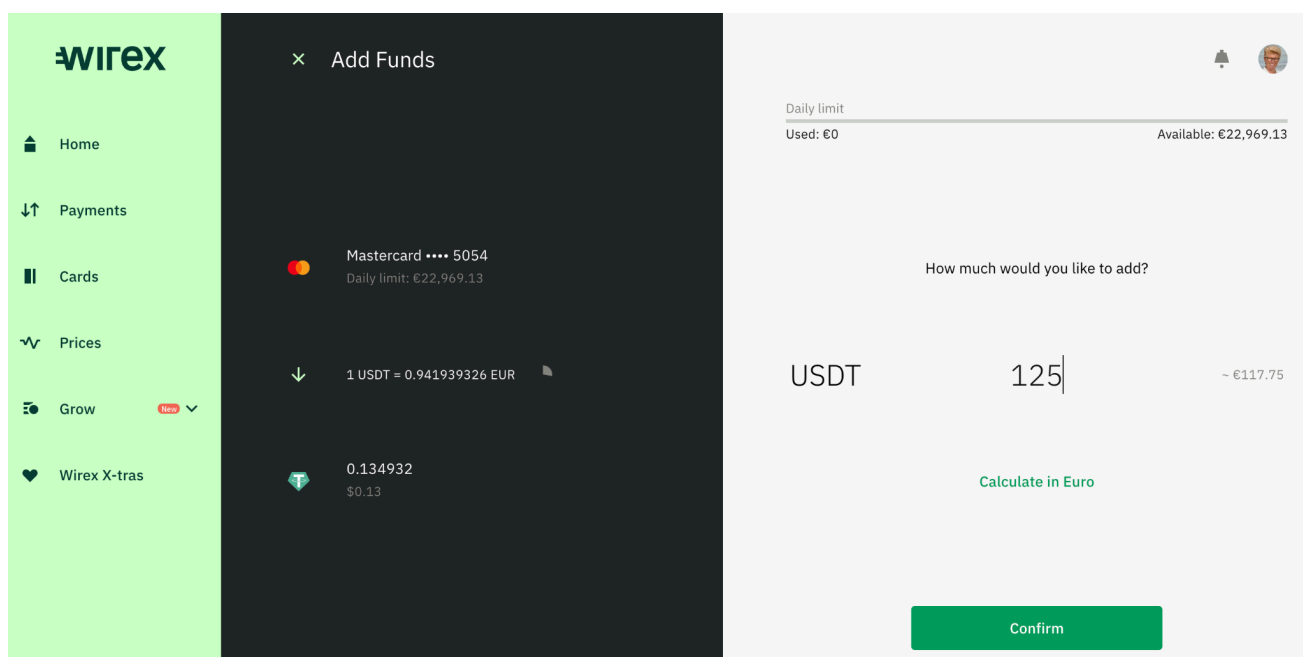 wirex
Home
Payments
Cards
Prices
Grow New
Wirex X-tras
× Add Funds
Mastercard •••• 5054
Daily limit: €22,969.13
1 USDT = 0.941939326 EUR
0.134932
$0.13
Daily limit
Used: €0 Available: €22,969.13
How much would you like to add?
USDT 125 ~ €117.75
Calculate in Euro
Confirm